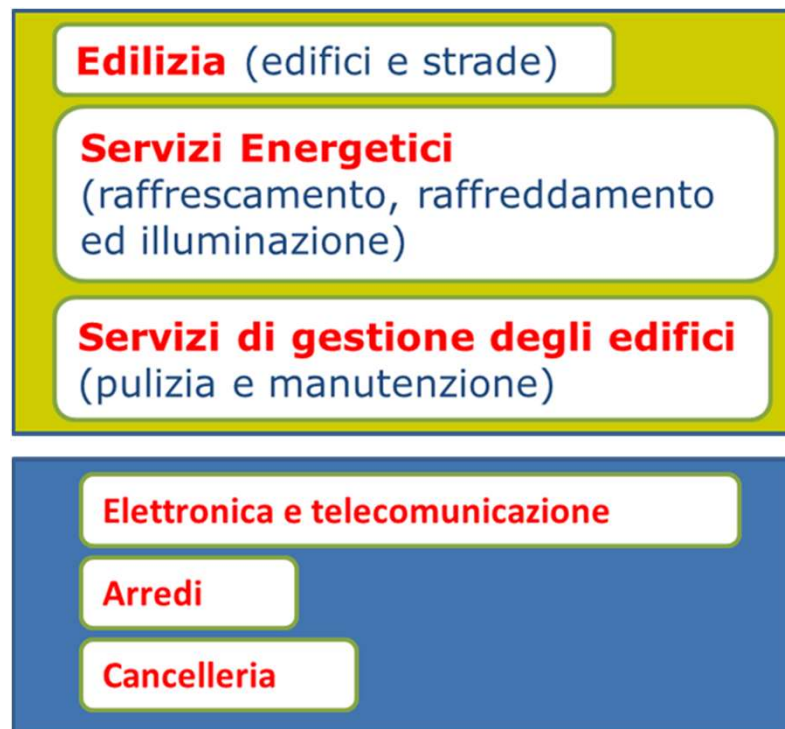 Edilizia (edifici e strade)
Servizi Energetici
(raffrescamento, raffreddamento
ed illuminazione)
Servizi di gestione degli edifici
(pulizia e manutenzione)
Elettronica e telecomunicazione
Arredi
Cancelleria